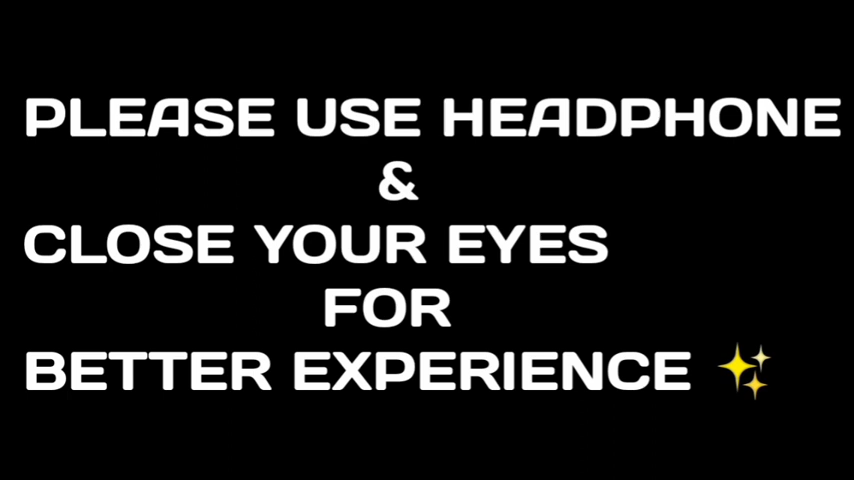 PLEASE USE HEADPHONE
&
CLOSE YOUR EYES
FOR
BETTER EXPERIENCE ✨